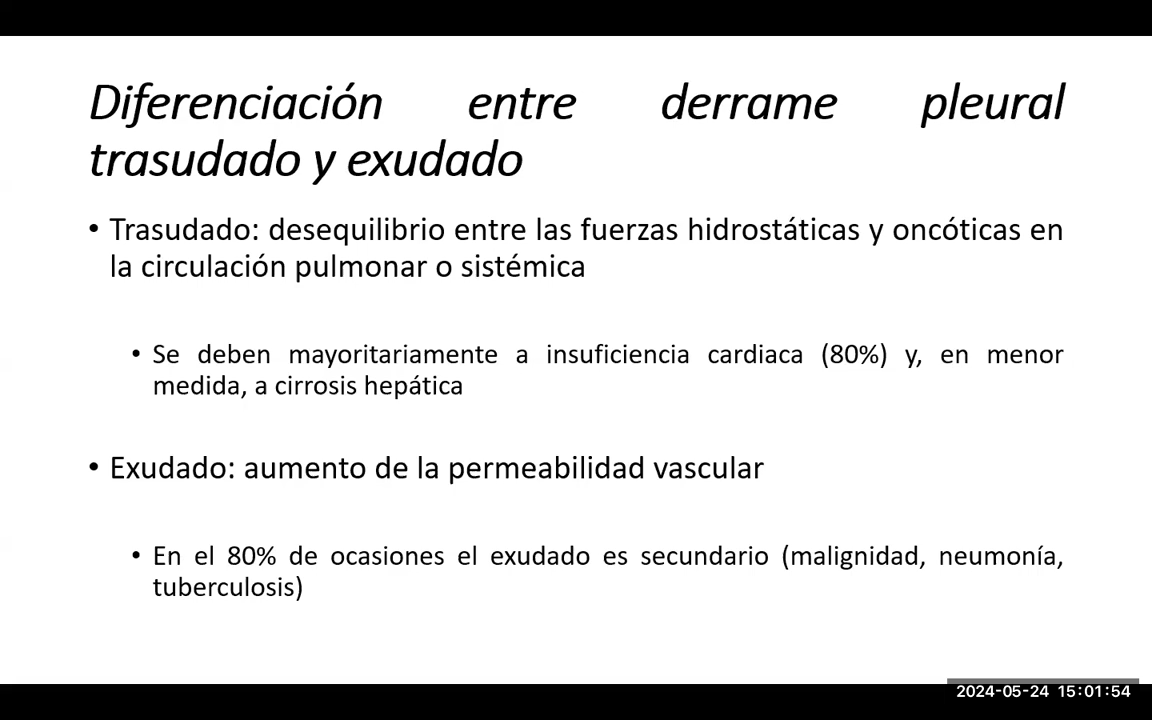 Diferenciación entre derrame pleural
trasudado y exudado
• Trasudado: desequilibrio entre las fuerzas hidrostáticas y oncóticas en
la circulación pulmonar o sistémica
• Se deben mayoritariamente a insuficiencia cardiaca (80%) y, en menor
medida, a cirrosis hepática
• Exudado: aumento de la permeabilidad vascular
• En el 80% de ocasiones el exudado es secundario (malignidad, neumonía,
tuberculosis)
2024-05-24 15:01:54